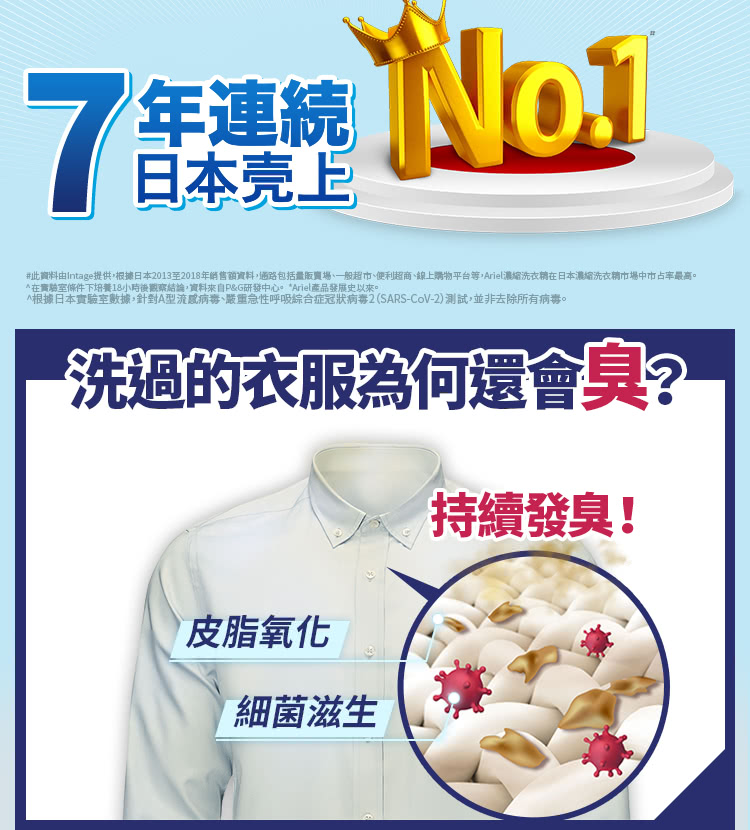 No.1#
7年連続
日本売上
#此資料由Intage提供,根據日本2013至2018年銷售額資料,通路包括量販賣場、一般超市、便利超商、線上購物平台等,Ariel濃縮洗衣精在日本濃縮洗衣精市場中市占率最高。
^在實驗室條件下培養18小時後觀察結論,資料來自P&G研發中心。*Ariel產品發展史以來。
^根據日本實驗室數據,針對A型流感病毒、嚴重急性呼吸綜合症冠狀病毒2(SARS-CoV-2)測試,並非去除所有病毒。
洗過的衣服為何還會臭?
持續發臭!
皮脂氧化
細菌滋生